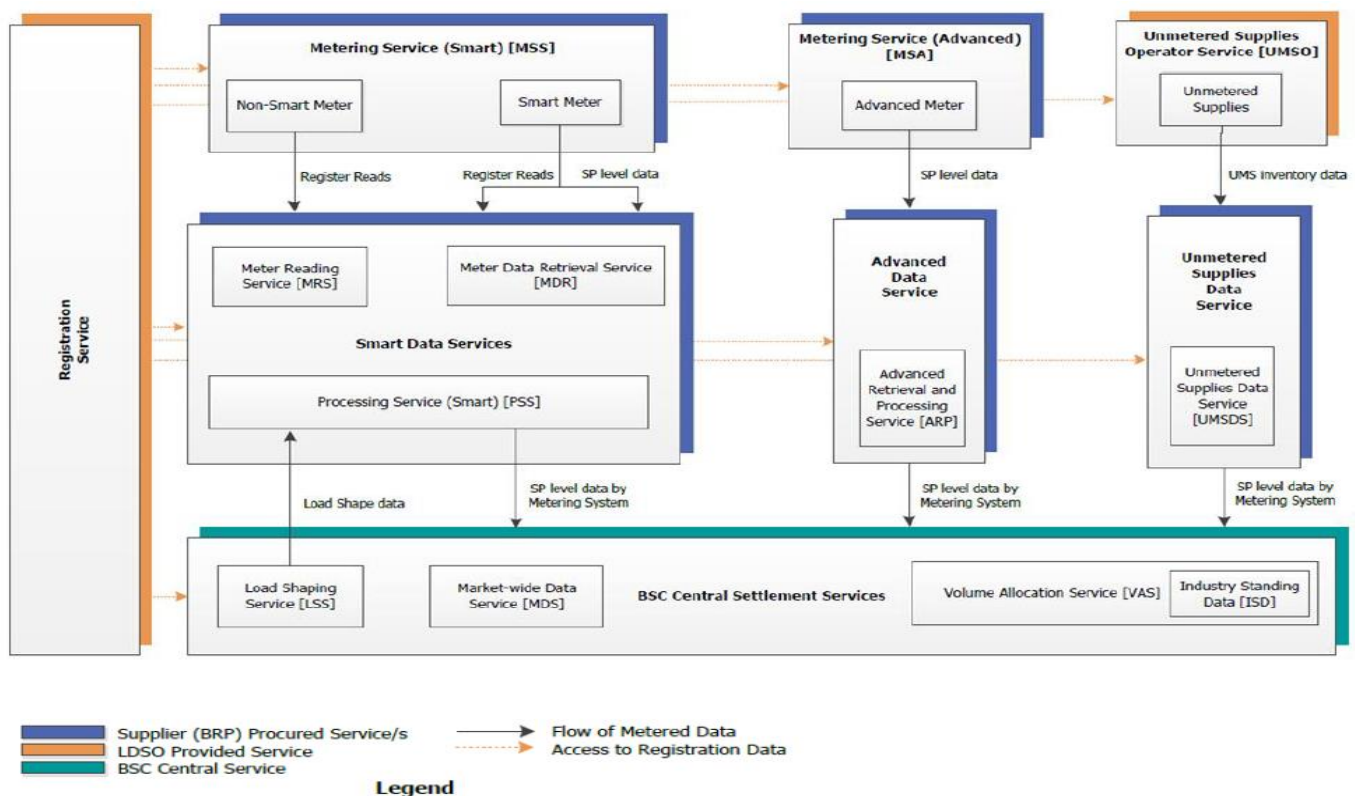 Metering Service (Smart) [MSS]
Non-Smart Meter
Smart Meter
Metering Service (Advanced)
[MSA]
Advanced Meter
Unmetered Supplies
Operator Service [UMSO]
Unmetered
Supplies
Register Reads
Register Reads
SP level data
SP level data
UMS Inventory data
Registration
Service
Meter Reading
Service [MRS]
Meter Data Retrieval Service
[MDR]
Smart Data Services
Processing Service (Smart) [PSS]
Advanced
Data
Service
Advanced
Retrieval and
Processing
Service [ARP]
Unmetered
Supplies
Data
Service
Unmetered
Supplies Data
Service
[UMSDS]
Load Shape data
SP level data by
Metering System
SP level data by
Metering System
SP level data by
Metering System
Load Shaping
Service [LSS]
Market-wide Data
Service [MDS]
BSC Central Settlement Services
Volume Allocation Service [VAS]
Industry Standing
Data [ISD]
Supplier (BRP) Procured Service/s
LDSO Provided Service
BSC Central Service
Flow of Metered Data
Access to Registration Data
Legend